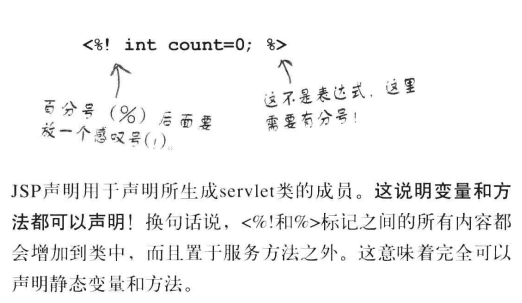 <%! int count=0; %>
百分号（%）后面要
放一个感叹号(!)。
这不是表达式，这里
需要有分号！
JSP声明用于声明所生成servlet类的成员。这说明变量和方
法都可以声明！换句话说，<%!和%>标记之间的所有内容都
会增加到类中，而且置于服务方法之外。这意味着完全可以
声明静态变量和方法。